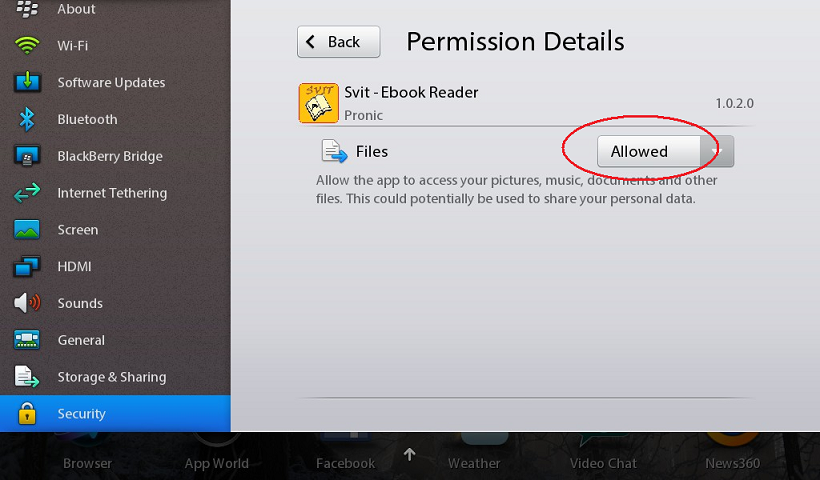 About
Wi-Fi
Software Updates
Bluetooth
BlackBerry Bridge
Internet Tethering
Screen
HDMI
Sounds
General
Storage & Sharing
Security
Back
Permission Details
SVIT
Svit - Ebook Reader
Pronic
1.0.2.0
Files
Allowed
Allow the app to access your pictures, music, documents and other
files. This could potentially be used to share your personal data.
Browser
App World
Facebook
Weather
Video Chat
News360